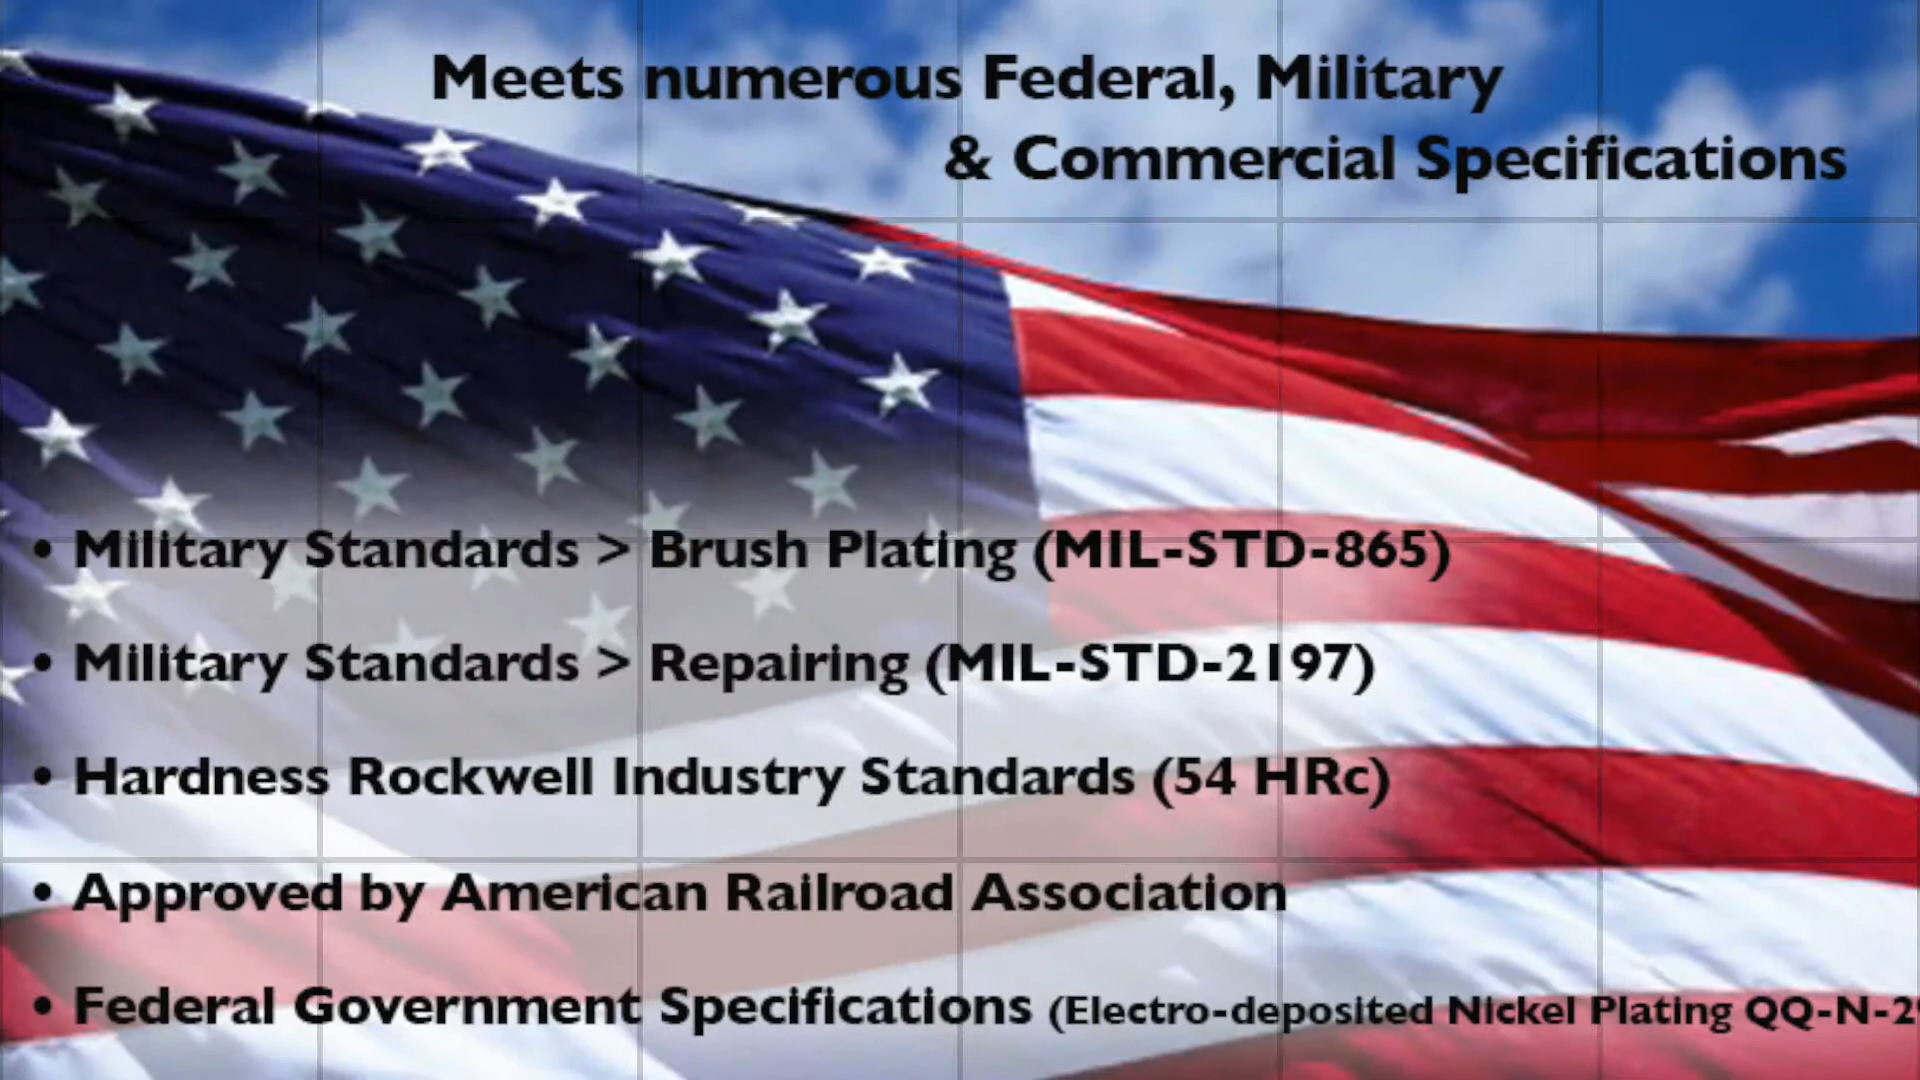 Meets numerous Federal, Military
& Commercial Specifications
• Military Standards > Brush Plating (MIL-STD-865)
• Military Standards > Repairing (MIL-STD-2197)
• Hardness Rockwell Industry Standards (54 HRc)
• Approved by American Railroad Association
• Federal Government Specifications (Electro-deposited Nickel Plating QQ-N-2